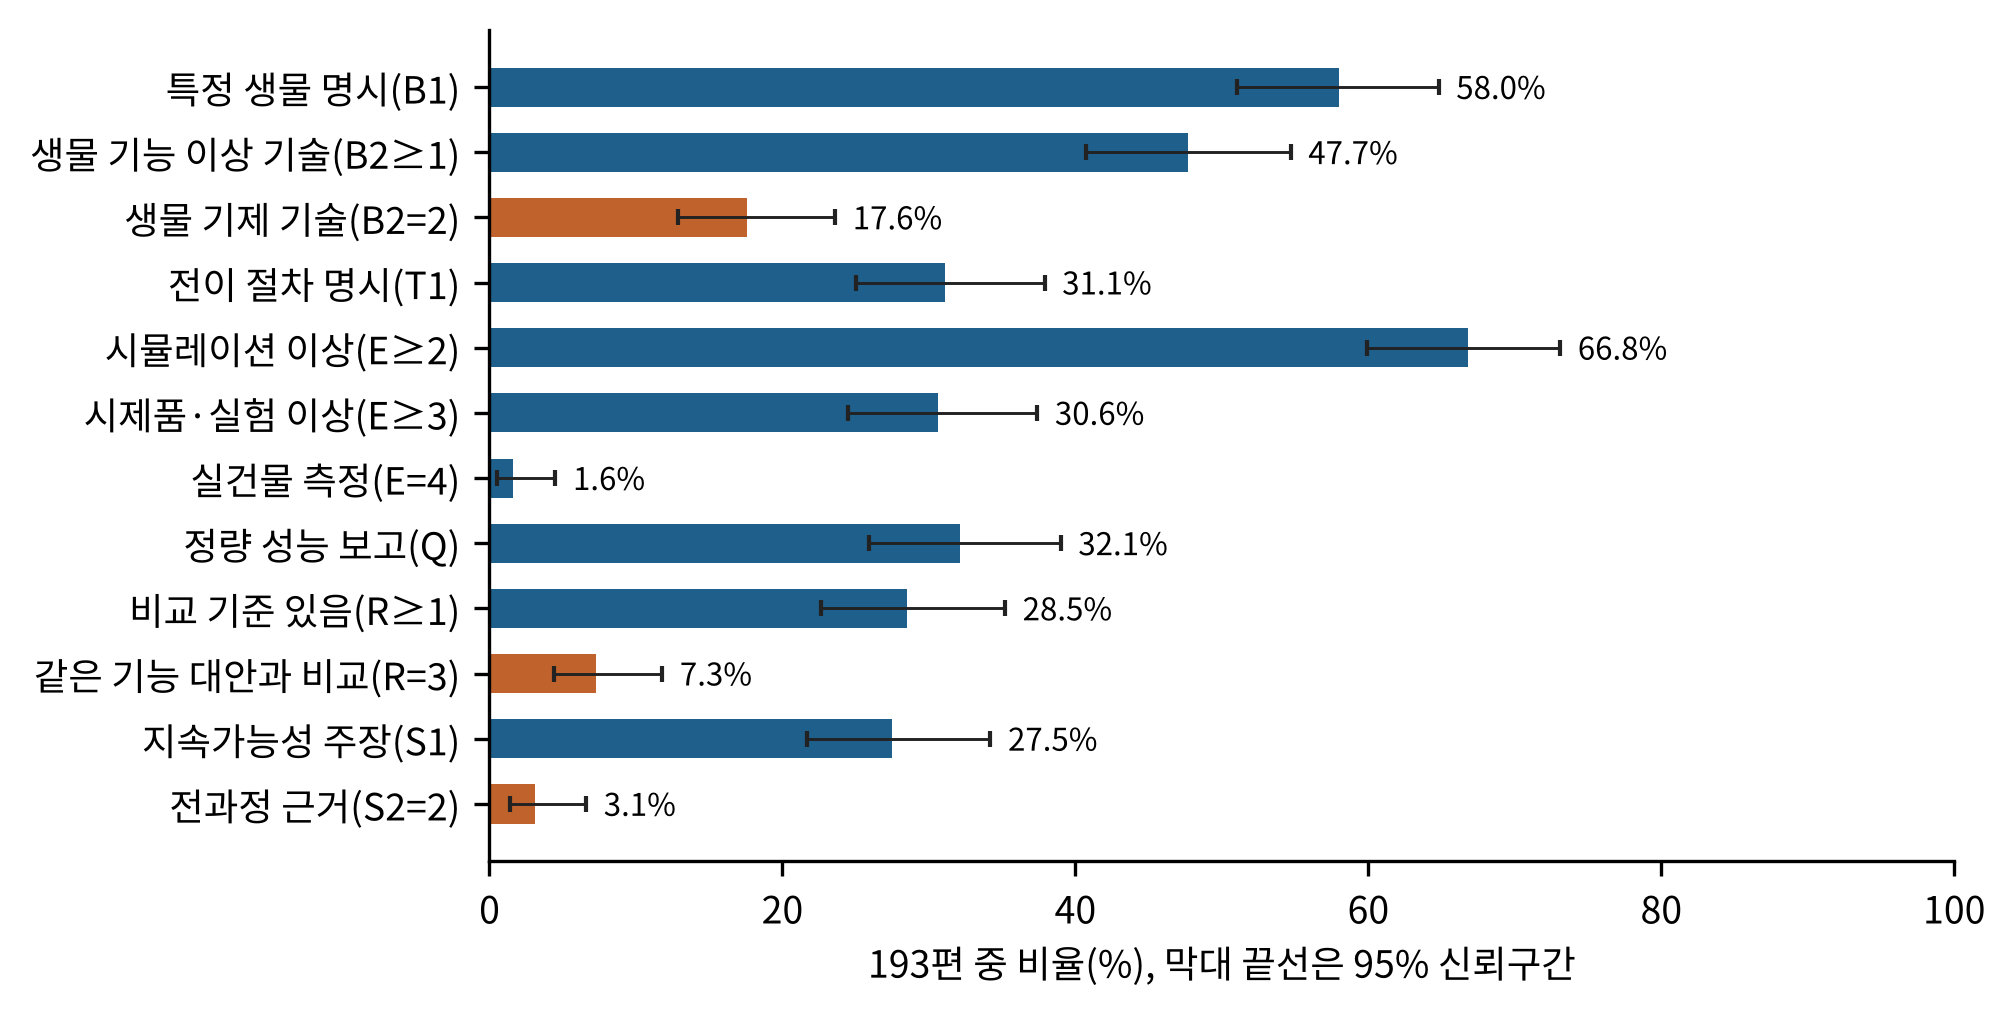 특정 생물 명시(B1) 58.0%
생물 기능 이상 기술(B2≥1) 47.7%
생물 기제 기술(B2=2) 17.6%
전이 절차 명시(T1) 31.1%
시뮬레이션 이상(E≥2) 66.8%
시제품·실험 이상(E≥3) 30.6%
실건물 측정(E=4) 1.6%
정량 성능 보고(Q) 32.1%
비교 기준 있음(R≥1) 28.5%
같은 기능 대안과 비교(R=3) 7.3%
지속가능성 주장(S1) 27.5%
전과정 근거(S2=2) 3.1%
0 20 40 60 80 100
193편 중 비율(%), 막대 끝선은 95% 신뢰구간